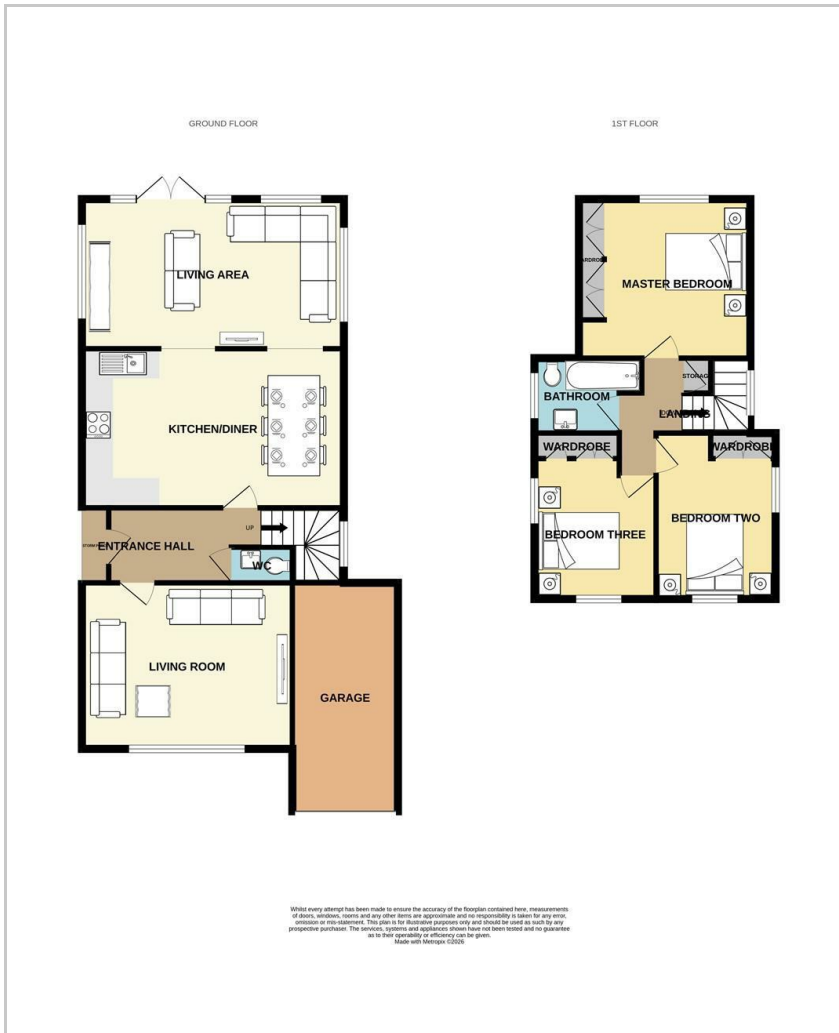 GROUND FLOOR
LIVING AREA
KITCHEN/DINER
UP
ENTRANCE HALL
WC
LIVING ROOM
GARAGE
1ST FLOOR
MASTER BEDROOM
STORAGE
BATHROOM
LANDING
WARDROBE
WARDROBE
BEDROOM TWO
BEDROOM THREE
Whilst every attempt has been made to ensure the accuracy of the floorplan contained here, measurements
of doors, windows, rooms and any other items are approximate and no responsibility is taken for any error,
omission or mis-statement. This plan is for illustrative purposes only and should be used as such by any
prospective purchaser. The services, systems and appliances shown have not been tested and no guarantee
as to their operability or efficiency can be given.
Made with Metropix ©2026